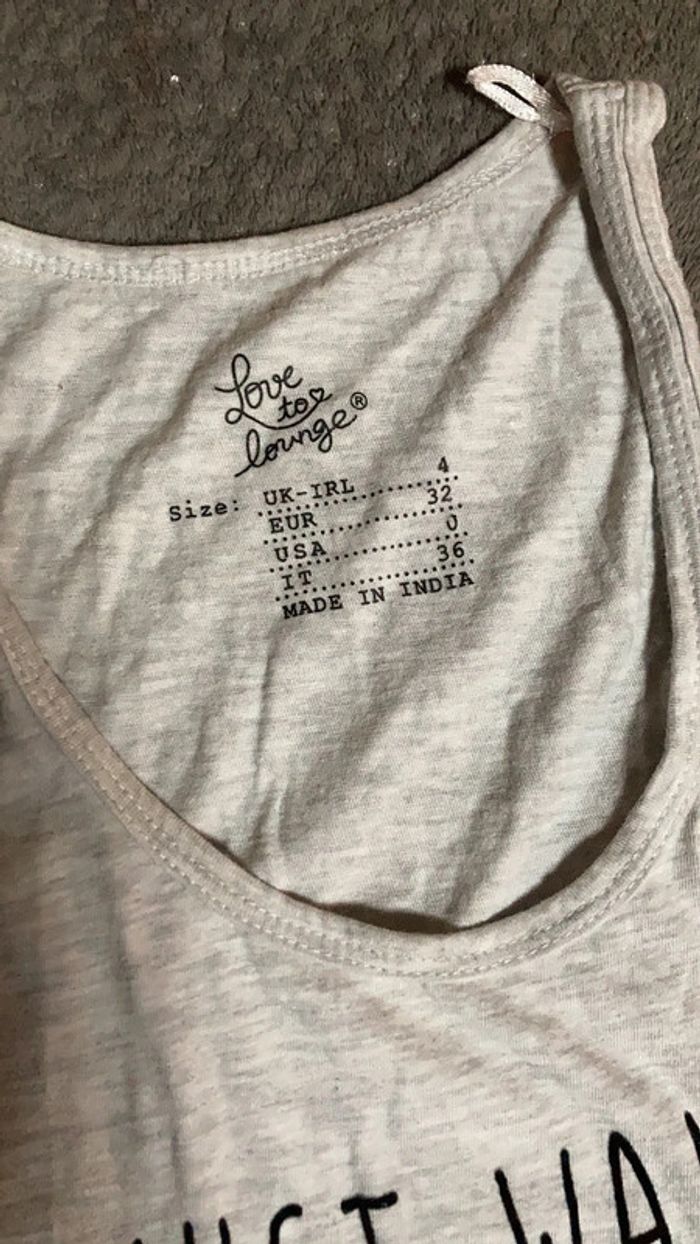 Love
to
lounge®
Size: UK-IRL 4
EUR 32
USA 0
IT 36
MADE IN INDIA